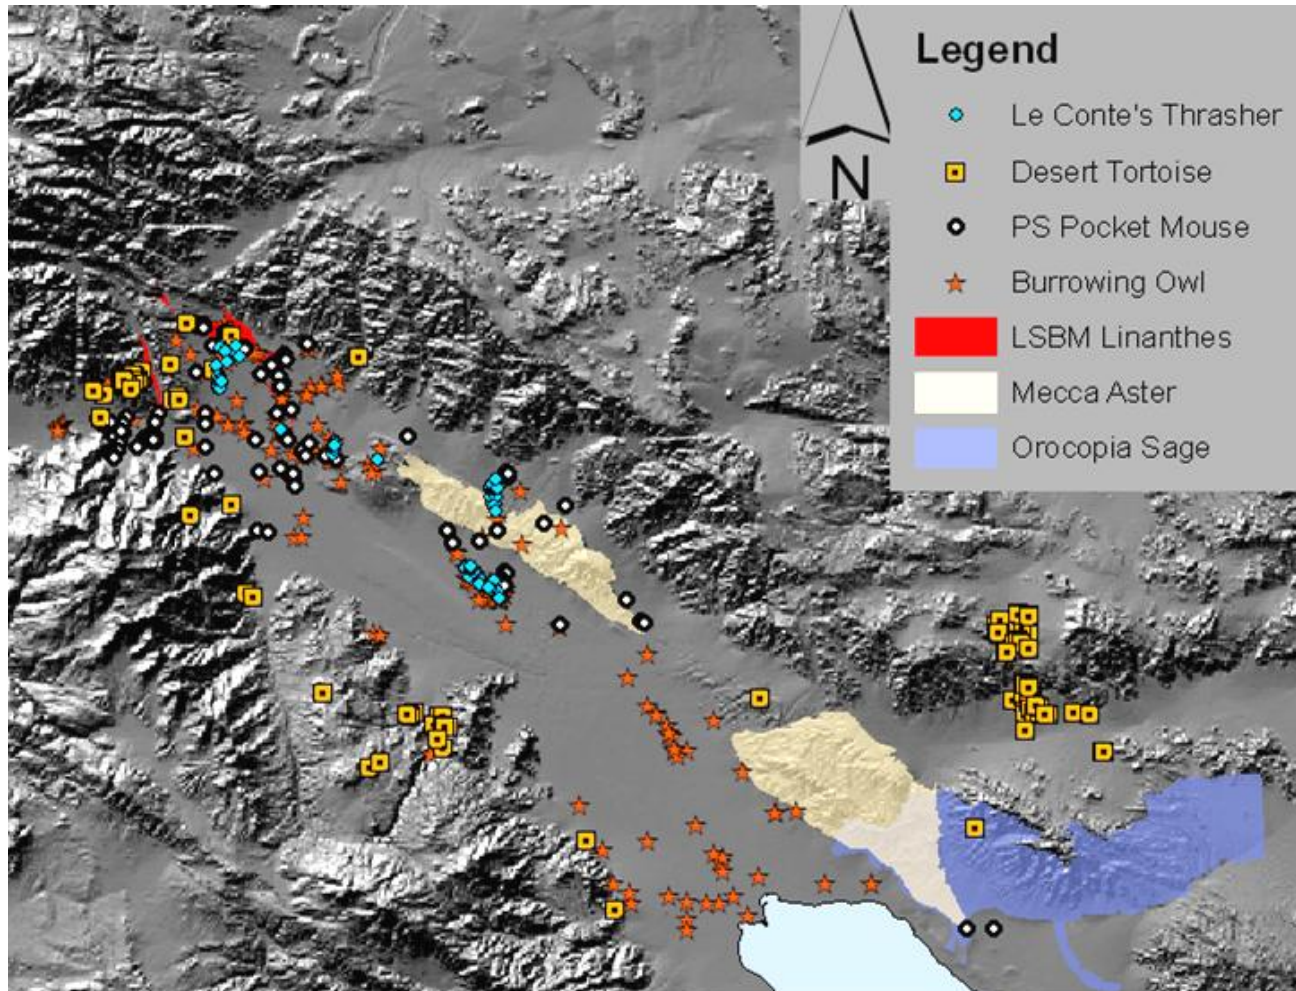 Legend
Le Conte's Thrasher
Desert Tortoise
N
PS Pocket Mouse
Burrowing Owl
LSBM Linanthes
Mecca Aster
Orocopia Sage